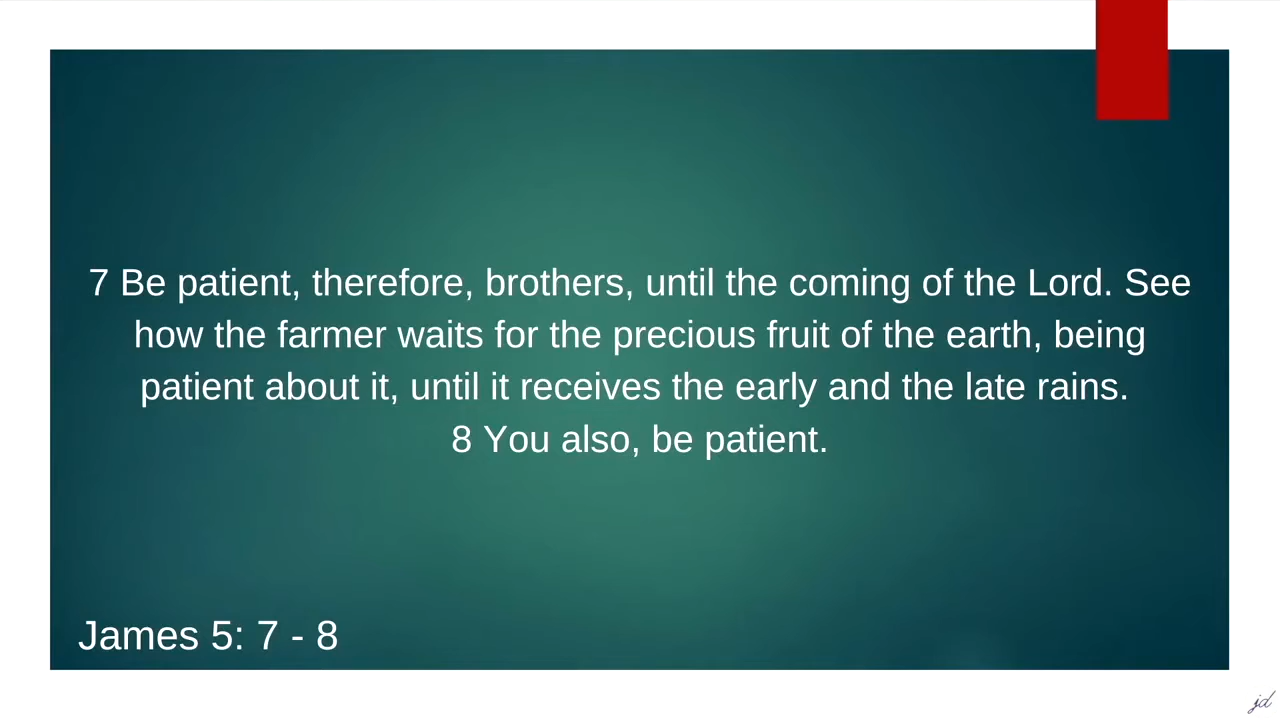 7 Be patient, therefore, brothers, until the coming of the Lord. See
how the farmer waits for the precious fruit of the earth, being
patient about it, until it receives the early and the late rains.
8 You also, be patient.
James 5: 7 - 8
jd